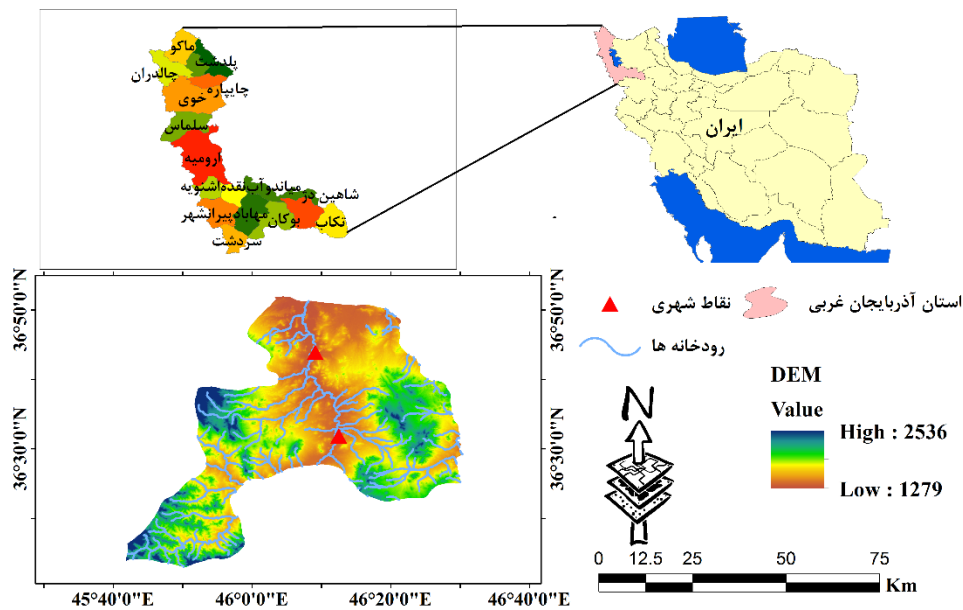 ماکو
پلدشت
چالدران
چایپاره
خوی
سلماس
ارومیه
میاندوآب نقده اشنویه
شاهین دژ
مهاباد پیرانشهر
بوکان
تکاب
سردشت
ایران
استان آذربایجان غربی
نقاط شهری
رودخانه ها
DEM
Value
High : 2536
Low : 1279
N
0 12.5 25 50 75
Km
36°50'0"N
36°30'0"N
36°50'0"N
36°30'0"N
45°40'0"E 46°0'0"E 46°20'0"E 46°40'0"E